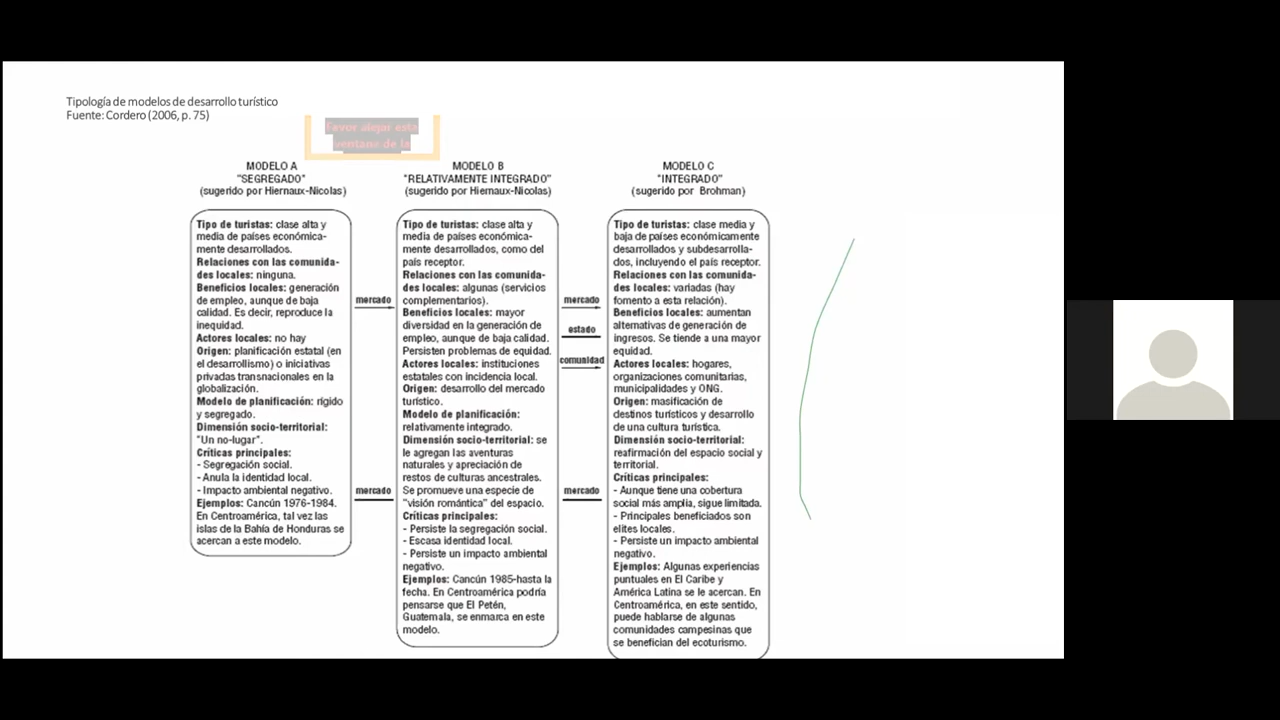 Tipología de modelos de desarrollo turístico
Fuente: Cordero (2006, p. 75)
Favor alejar esta
ventana de la
MODELO A
"SEGREGADO"
(sugerido por Hiernaux-Nicolas)
Tipo de turistas: clase alta y
media de países económica-
mente desarrollados.
Relaciones con las comunida-
des locales: ninguna.
Beneficios locales: generación
de empleo, aunque de baja
calidad. Es decir, reproduce la
inequidad.
Actores locales: no hay
Origen: planificación estatal (en
el desarrollismo) o iniciativas
privadas transnacionales en la
globalización.
Modelo de planificación: rígido
y segregado.
Dimensión socio-territorial:
"Un no-lugar".
Críticas principales:
- Segregación social.
- Anula la identidad local.
- Impacto ambiental negativo.
Ejemplos: Cancún 1976-1984.
En Centroamérica, tal vez las
islas de la Bahía de Honduras se
acercan a este modelo.
mercado
mercado
MODELO B
"RELATIVAMENTE INTEGRADO"
(sugerido por Hiernaux-Nicolas)
Tipo de turistas: clase alta y
media de países económica-
mente desarrollados, como del
país receptor.
Relaciones con las comunida-
des locales: algunas (servicios
complementarios).
Beneficios locales: mayor
diversidad en la generación de
empleo, aunque de baja calidad.
Persisten problemas de equidad.
Actores locales: instituciones
estatales con incidencia local.
Origen: desarrollo del mercado
turístico.
Modelo de planificación:
relativamente integrado.
Dimensión socio-territorial: se
le agregan las aventuras
naturales y apreciación de
restos de culturas ancestrales.
Se promueve una especie de
"visión romántica" del espacio.
Críticas principales:
- Persiste la segregación social.
- Escasa identidad local.
- Persiste un impacto ambiental
negativo.
Ejemplos: Cancún 1985-hasta la
fecha. En Centroamérica podría
pensarse que El Petén,
Guatemala, se enmarca en este
modelo.
mercado
estado
comunidad
mercado
MODELO C
"INTEGRADO"
(sugerido por Brohman)
Tipo de turistas: clase media y
baja de países económicamente
desarrollados y subdesarrolla-
dos, incluyendo el país receptor.
Relaciones con las comunida-
des locales: variadas (hay
fomento a esta relación).
Beneficios locales: aumentan
alternativas de generación de
ingresos. Se tiende a una mayor
equidad.
Actores locales: hogares,
organizaciones comunitarias,
municipalidades y ONG.
Origen: masificación de
destinos turísticos y desarrollo
de una cultura turística.
Dimensión socio-territorial:
reafirmación del espacio social y
territorial.
Críticas principales:
- Aunque tiene una cobertura
social más amplia, sigue limitada.
- Principales beneficiados son
elites locales.
- Persiste un impacto ambiental
negativo.
Ejemplos: Algunas experiencias
puntuales en El Caribe y
América Latina se le acercan. En
Centroamérica, en este sentido,
puede hablarse de algunas
comunidades campesinas que
se benefician del ecoturismo.